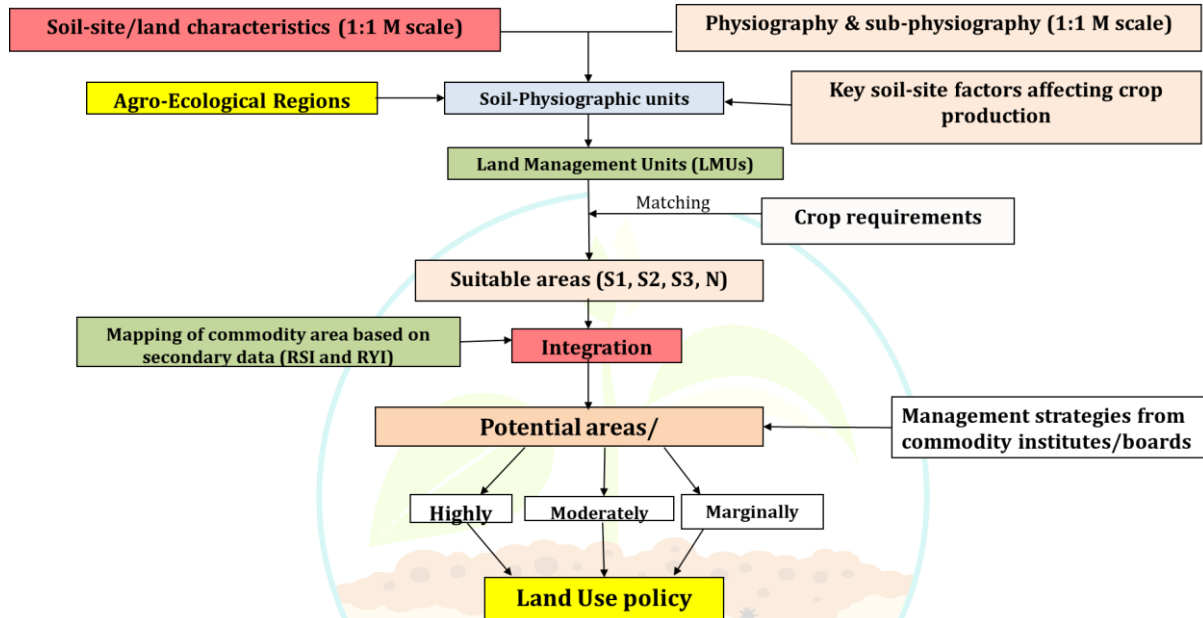 Soil-site/land characteristics (1:1 M scale)
Physiography & sub-physiography (1:1 M scale)
Agro-Ecological Regions
Soil-Physiographic units
Key soil-site factors affecting crop
production
Land Management Units (LMUs)
Matching
Crop requirements
Suitable areas (S1, S2, S3, N)
Mapping of commodity area based on
secondary data (RSI and RYI)
Integration
Potential areas/
Management strategies from
commodity institutes/boards
Highly
Moderately
Marginally
Land Use policy